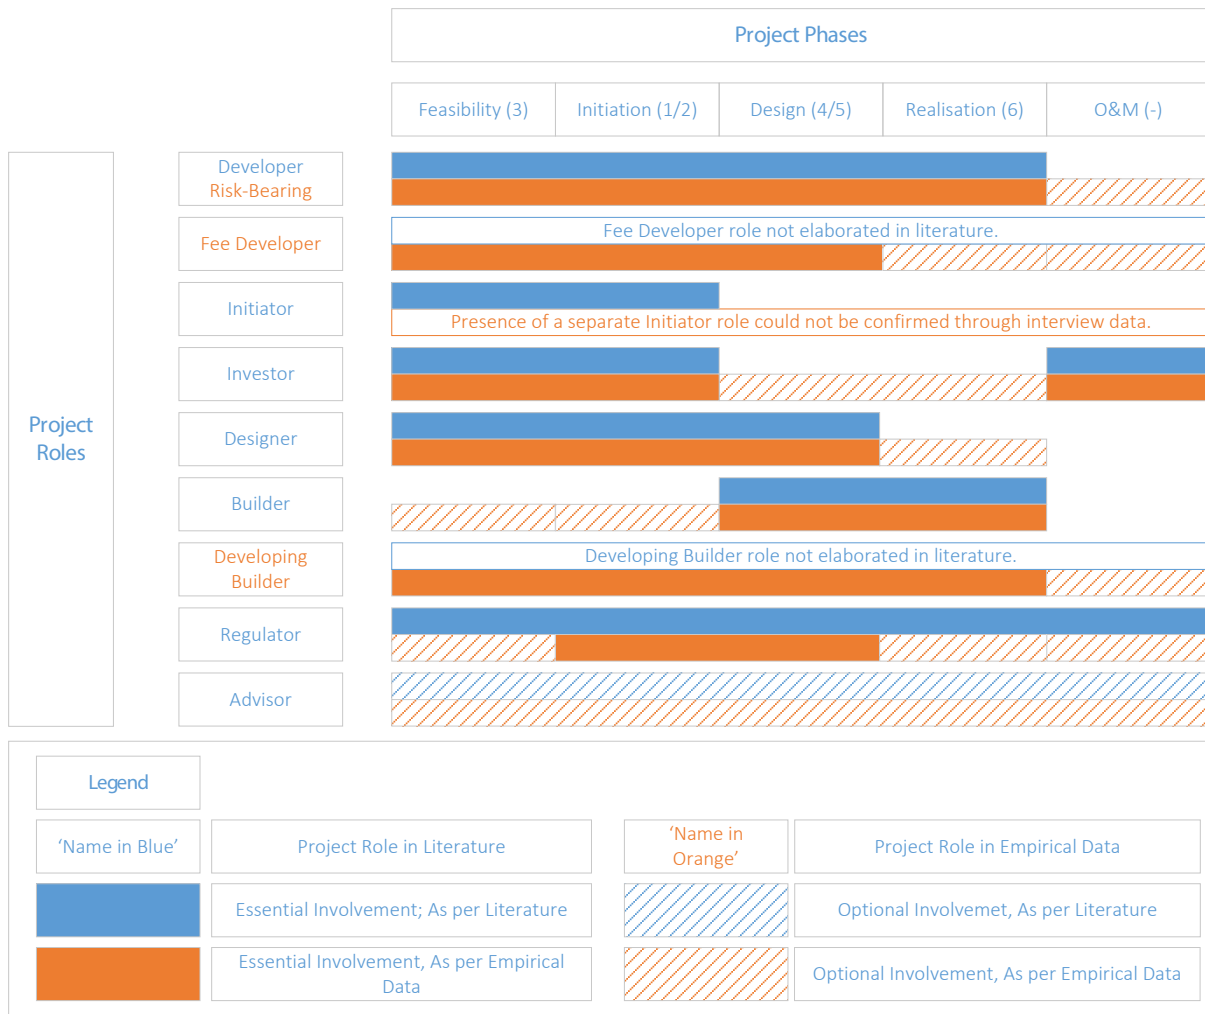 Project Phases
Feasibility (3)
Initiation (1/2)
Design (4/5)
Realisation (6)
O&M (-)
Project
Roles
Developer
Risk-Bearing
Fee Developer
Fee Developer role not elaborated in literature.
Initiator
Presence of a separate Initiator role could not be confirmed through interview data.
Investor
Designer
Builder
Developing
Builder
Developing Builder role not elaborated in literature.
Regulator
Advisor
Legend
‘Name in Blue’
Project Role in Literature
‘Name in
Orange’
Project Role in Empirical Data
Essential Involvement; As per Literature
Optional Involvemet, As per Literature
Essential Involvement, As per Empirical
Data
Optional Involvement, As per Empirical Data